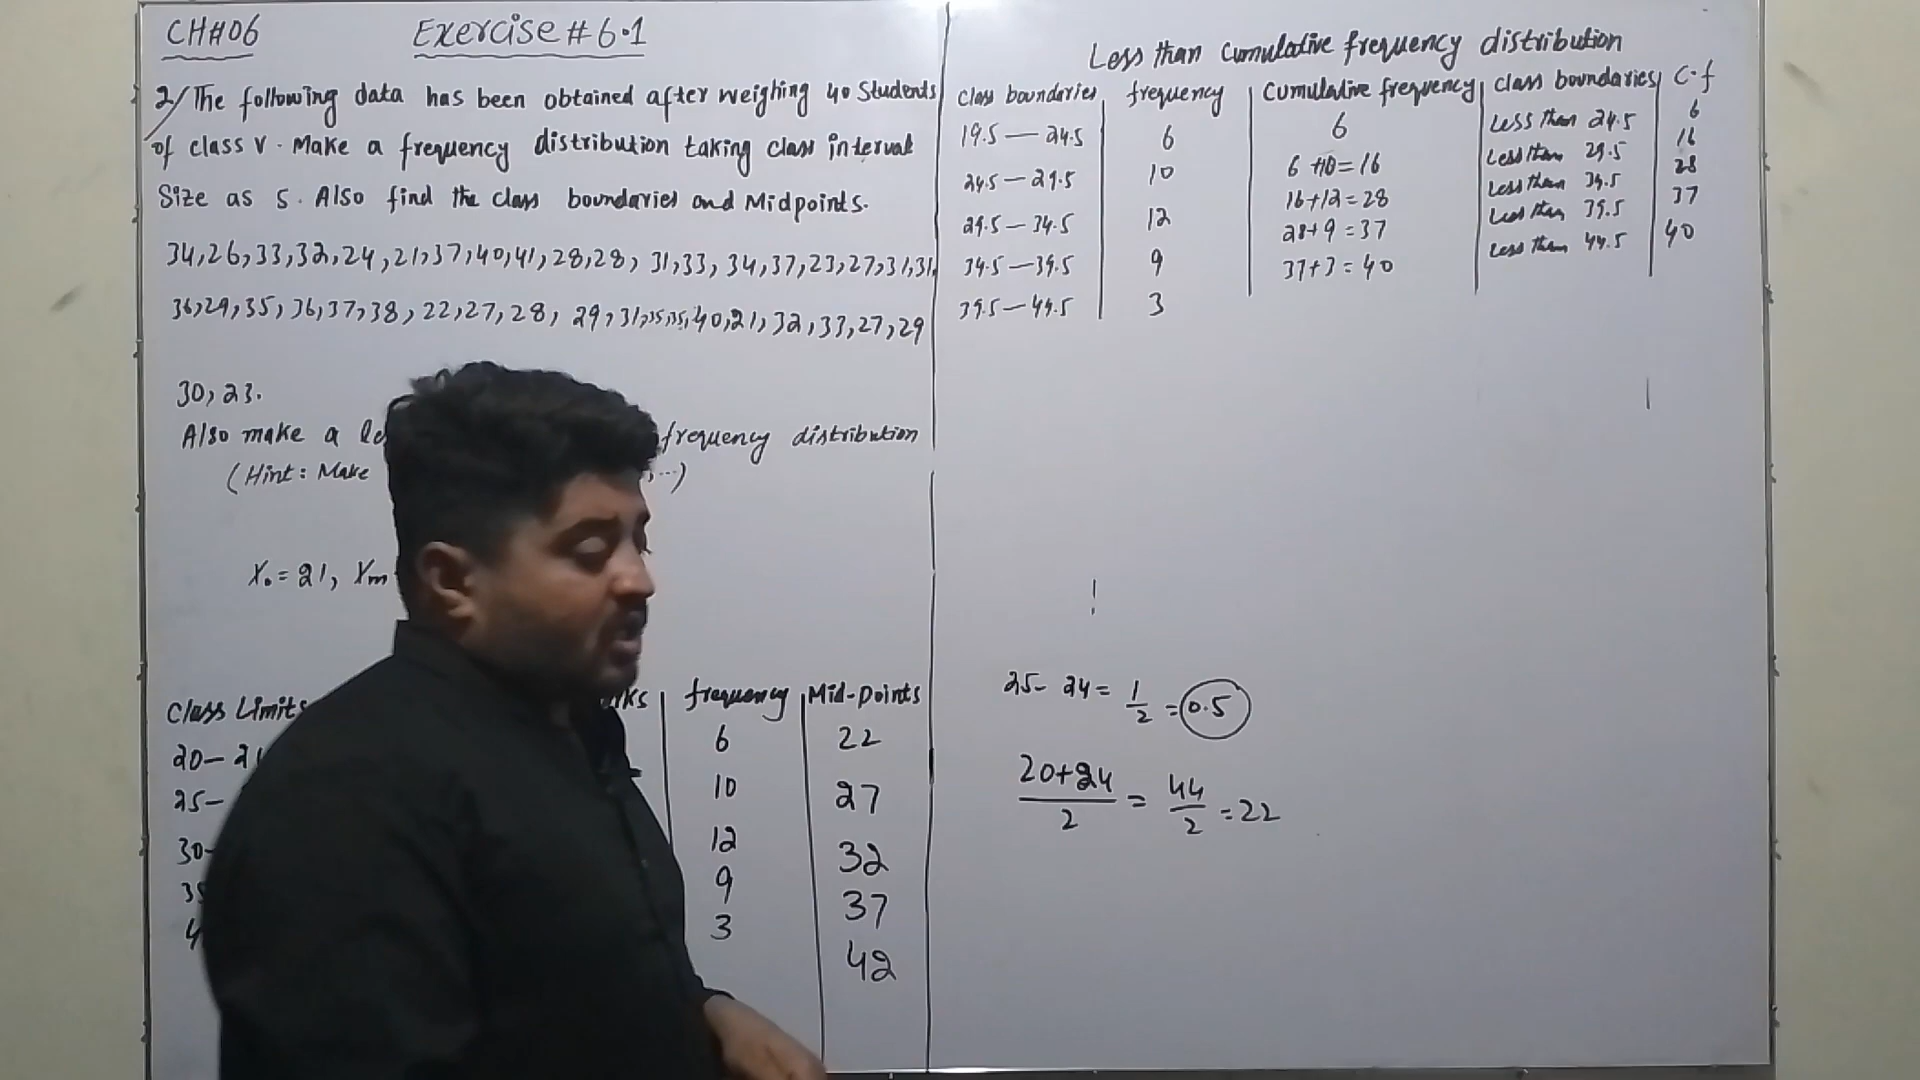 CH#06
Exercise # 6.1
2/ The following data has been obtained after weighing 40 students
of class V. Make a frequency distribution taking class interval
Size as 5. Also find the class boundaries and Midpoints.
34,26,33,32,24,21,37,40,41,28,28, 31,33, 34,37,23,27,31,31,
36,29,35, 36,37,38, 22,27,28, 29,31,35,35,40,21,32,33,27,29
30,23.
Also make a frequency distribution
(Hint: Make ,...)
X₀ = 21, Xm
Class Limits frequency Mid-Points
20- 6 22
25- 10 27
30- 12 32
35 9 37
4 3 42
Less than Cumulative frequency distribution
Class boundaries frequency Cumulative frequency class boundaries C.f
19.5 — 24.5 6 6 Less than 24.5 6
24.5 — 29.5 10 6 +10=16 Less than 29.5 16
29.5 — 34.5 12 16+12=28 Less than 34.5 28
34.5 — 39.5 9 28+9 =37 Less than 39.5 37
39.5 — 44.5 3 37+3 = 40 Less than 44.5 40
25- 24 = 1/2 = 0.5
20+24/2 = 44/2 = 22